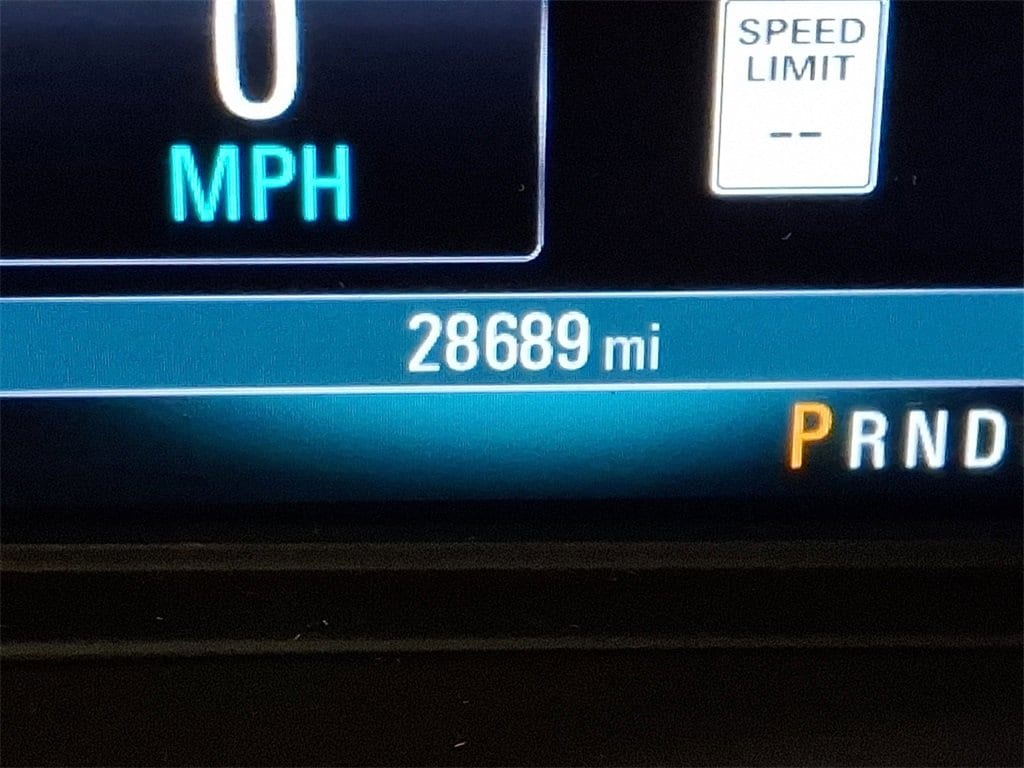 0
MPH
SPEED
LIMIT
--
28689 mi
PRND